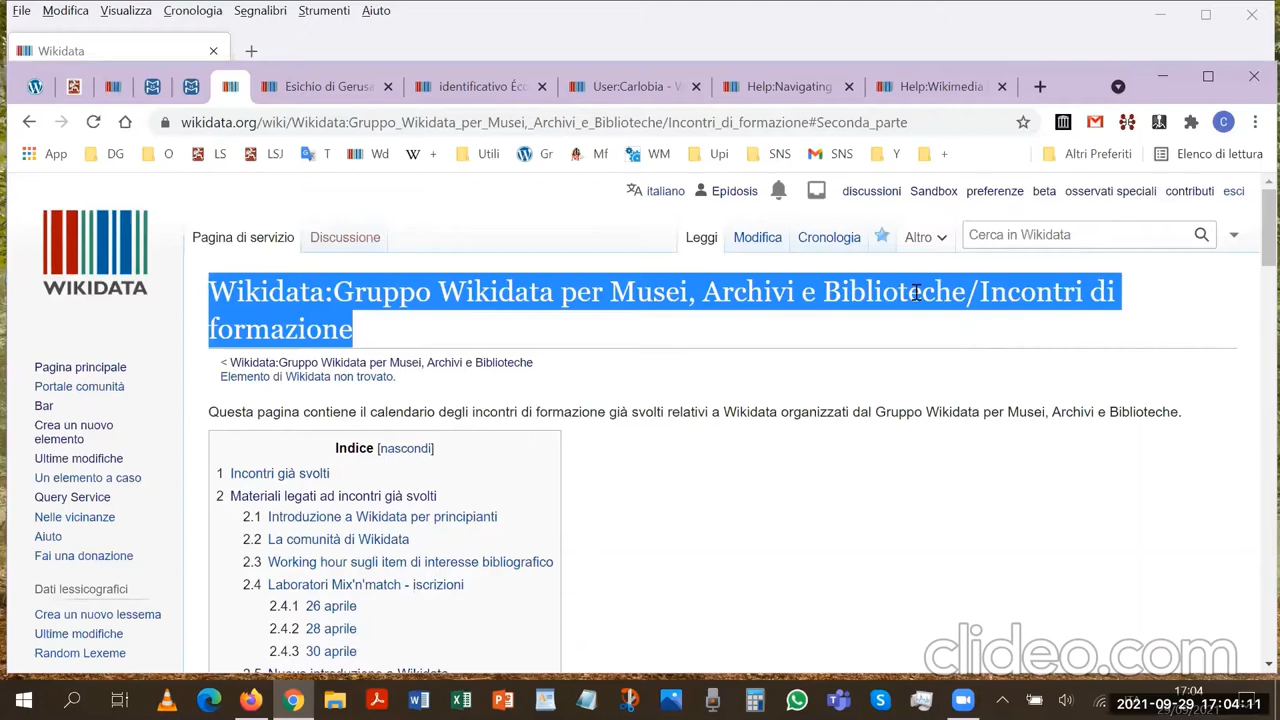 File Modifica Visualizza Cronologia Segnalibri Strumenti Aiuto
Wikidata
Esichio di Gerusa identificativo Ecc User:Carlobia - W Help:Navigating Help:Wikimedia
wikidata.org/wiki/Wikidata:Gruppo_Wikidata_per_Musei,_Archivi_e_Biblioteche/Incontri_di_formazione#Seconda_parte
App DG O LS LSJ T Wd + Utili Gr Mf WM Upi SNS SNS Y + Altri Preferiti Elenco di lettura
italiano Epidosis discussioni Sandbox preferenze beta osservati speciali contributi esci
Pagina di servizio Discussione Leggi Modifica Cronologia Altro Cerca in Wikidata
WIKIDATA
Wikidata:Gruppo Wikidata per Musei, Archivi e Biblioteche/Incontri di
formazione
< Wikidata:Gruppo Wikidata per Musei, Archivi e Biblioteche
Elemento di Wikidata non trovato.
Questa pagina contiene il calendario degli incontri di formazione già svolti relativi a Wikidata organizzati dal Gruppo Wikidata per Musei, Archivi e Biblioteche.
Pagina principale
Portale comunità
Bar
Crea un nuovo
elemento
Ultime modifiche
Un elemento a caso
Query Service
Nelle vicinanze
Aiuto
Fai una donazione
Dati lessicografici
Crea un nuovo lessema
Ultime modifiche
Random Lexeme
Indice [nascondi]
1 Incontri già svolti
2 Materiali legati ad incontri già svolti
2.1 Introduzione a Wikidata per principianti
2.2 La comunità di Wikidata
2.3 Working hour sugli item di interesse bibliografico
2.4 Laboratori Mix'n'match - iscrizioni
2.4.1 26 aprile
2.4.2 28 aprile
2.4.3 30 aprile
2.5 Nuova introduzione a Wikidata
clideo.com
17:04
2021-09-29 17:04:11